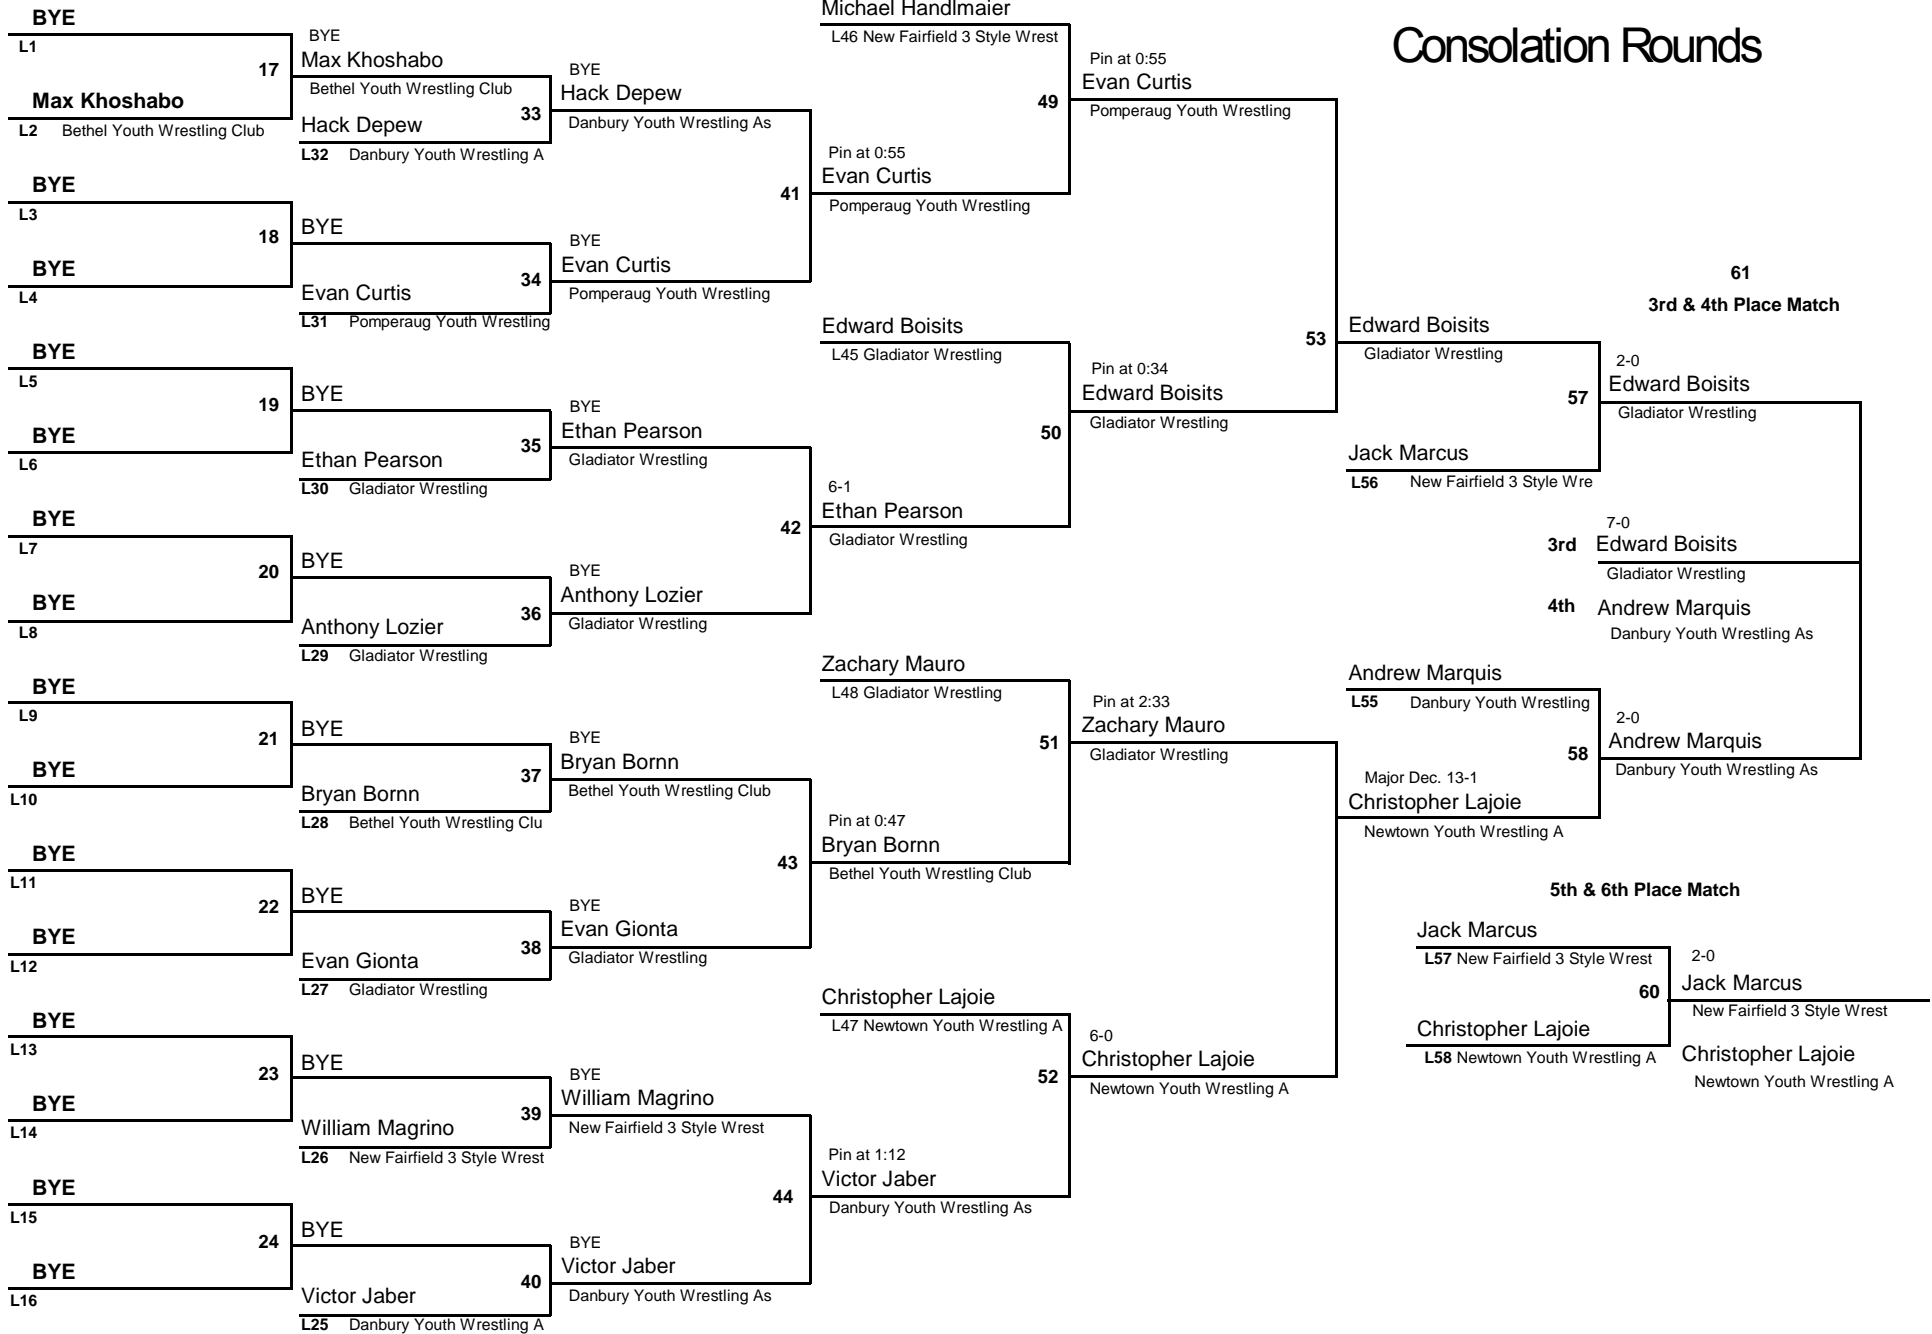 Consolation Rounds
BYE
L1
17
Max Khoshabo
L2 Bethel Youth Wrestling Club
BYE
L3
18
BYE
L4
BYE
L5
19
BYE
L6
BYE
L7
20
BYE
L8
BYE
L9
21
BYE
L10
BYE
L11
22
BYE
L12
BYE
L13
23
BYE
L14
BYE
L15
24
BYE
L16
BYE
Max Khoshabo
Bethel Youth Wrestling Club
33
Hack Depew
L32 Danbury Youth Wrestling A
BYE
34
Evan Curtis
L31 Pomperaug Youth Wrestling
BYE
35
Ethan Pearson
L30 Gladiator Wrestling
BYE
36
Anthony Lozier
L29 Gladiator Wrestling
BYE
37
Bryan Bornn
L28 Bethel Youth Wrestling Clu
BYE
38
Evan Gionta
L27 Gladiator Wrestling
BYE
39
William Magrino
L26 New Fairfield 3 Style Wrest
BYE
40
Victor Jaber
L25 Danbury Youth Wrestling A
BYE
Hack Depew
Danbury Youth Wrestling As
41
BYE
Evan Curtis
Pomperaug Youth Wrestling
BYE
Ethan Pearson
Gladiator Wrestling
42
BYE
Anthony Lozier
Gladiator Wrestling
BYE
Bryan Bornn
Bethel Youth Wrestling Club
43
BYE
Evan Gionta
Gladiator Wrestling
BYE
William Magrino
New Fairfield 3 Style Wrest
44
BYE
Victor Jaber
Danbury Youth Wrestling As
Michael Handlmaier
L46 New Fairfield 3 Style Wrest
49
Pin at 0:55
Evan Curtis
Pomperaug Youth Wrestling
Edward Boisits
L45 Gladiator Wrestling
50
6-1
Ethan Pearson
Gladiator Wrestling
Zachary Mauro
L48 Gladiator Wrestling
51
Pin at 0:47
Bryan Bornn
Bethel Youth Wrestling Club
Christopher Lajoie
L47 Newtown Youth Wrestling A
52
Pin at 1:12
Victor Jaber
Danbury Youth Wrestling As
Pin at 0:55
Evan Curtis
Pomperaug Youth Wrestling
53
Pin at 0:34
Edward Boisits
Gladiator Wrestling
Pin at 2:33
Zachary Mauro
Gladiator Wrestling
6-0
Christopher Lajoie
Newtown Youth Wrestling A
Edward Boisits
Gladiator Wrestling
57
Jack Marcus
L56 New Fairfield 3 Style Wre
Andrew Marquis
L55 Danbury Youth Wrestling
58
Major Dec. 13-1
Christopher Lajoie
Newtown Youth Wrestling A
61
3rd & 4th Place Match
2-0
Edward Boisits
Gladiator Wrestling
7-0
3rd Edward Boisits
Gladiator Wrestling
4th Andrew Marquis
Danbury Youth Wrestling As
2-0
Andrew Marquis
Danbury Youth Wrestling As
5th & 6th Place Match
Jack Marcus
L57 New Fairfield 3 Style Wrest
60
Christopher Lajoie
L58 Newtown Youth Wrestling A
2-0
Jack Marcus
New Fairfield 3 Style Wrest
Christopher Lajoie
Newtown Youth Wrestling A